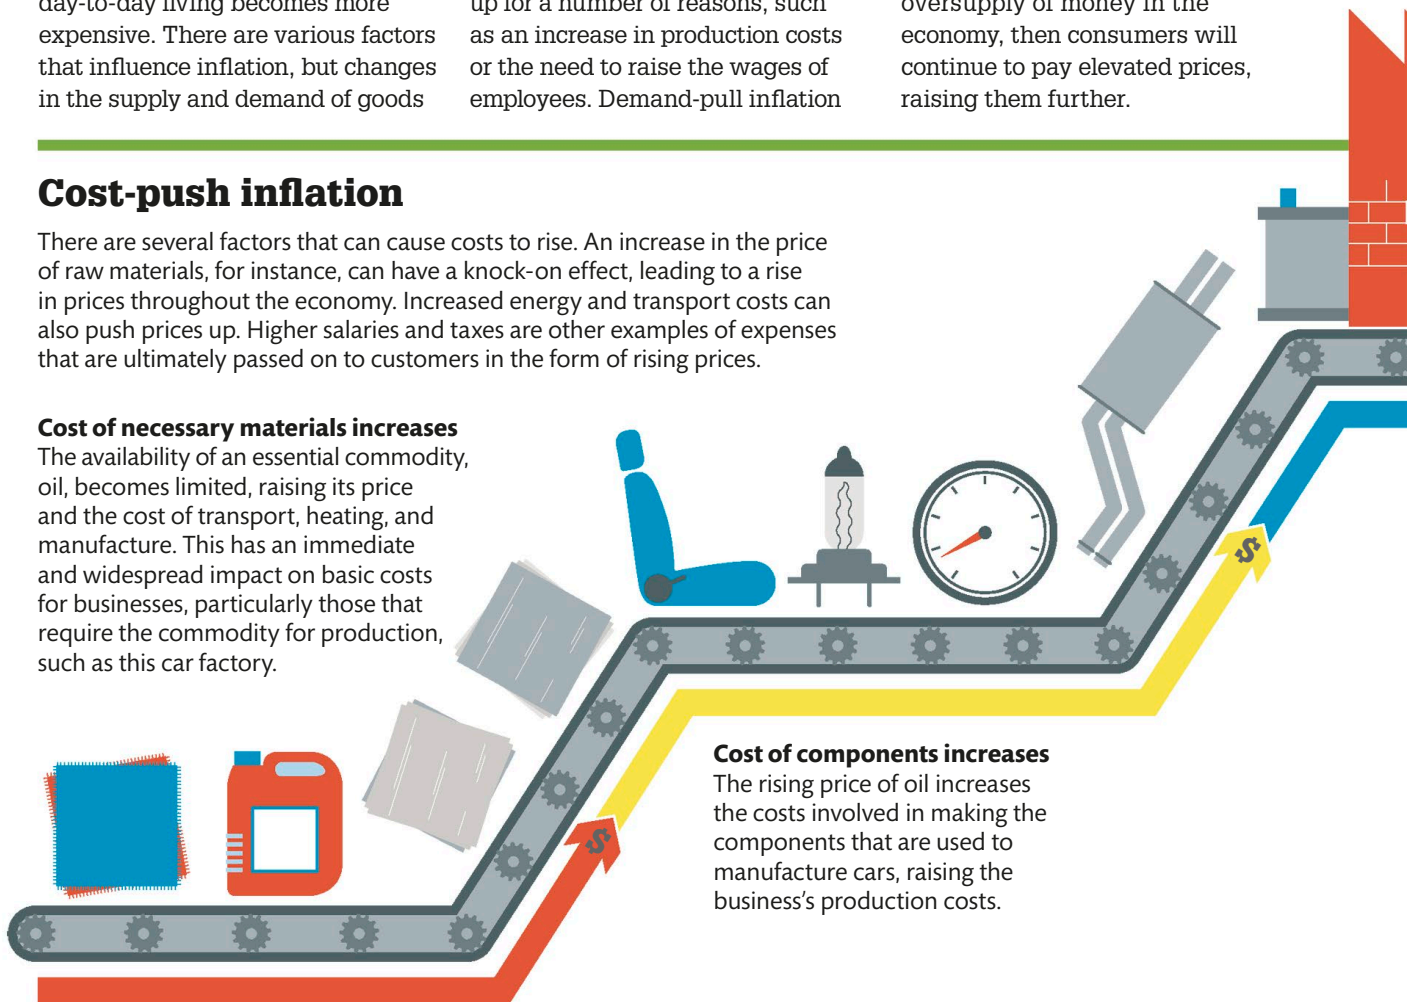 day-to-day living becomes more
expensive. There are various factors
that influence inflation, but changes
in the supply and demand of goods
up for a number of reasons, such
as an increase in production costs
or the need to raise the wages of
employees. Demand-pull inflation
oversupply of money in the
economy, then consumers will
continue to pay elevated prices,
raising them further.
Cost-push inflation
There are several factors that can cause costs to rise. An increase in the price
of raw materials, for instance, can have a knock-on effect, leading to a rise
in prices throughout the economy. Increased energy and transport costs can
also push prices up. Higher salaries and taxes are other examples of expenses
that are ultimately passed on to customers in the form of rising prices.
Cost of necessary materials increases
The availability of an essential commodity,
oil, becomes limited, raising its price
and the cost of transport, heating, and
manufacture. This has an immediate
and widespread impact on basic costs
for businesses, particularly those that
require the commodity for production,
such as this car factory.
$
$
Cost of components increases
The rising price of oil increases
the costs involved in making the
components that are used to
manufacture cars, raising the
business's production costs.